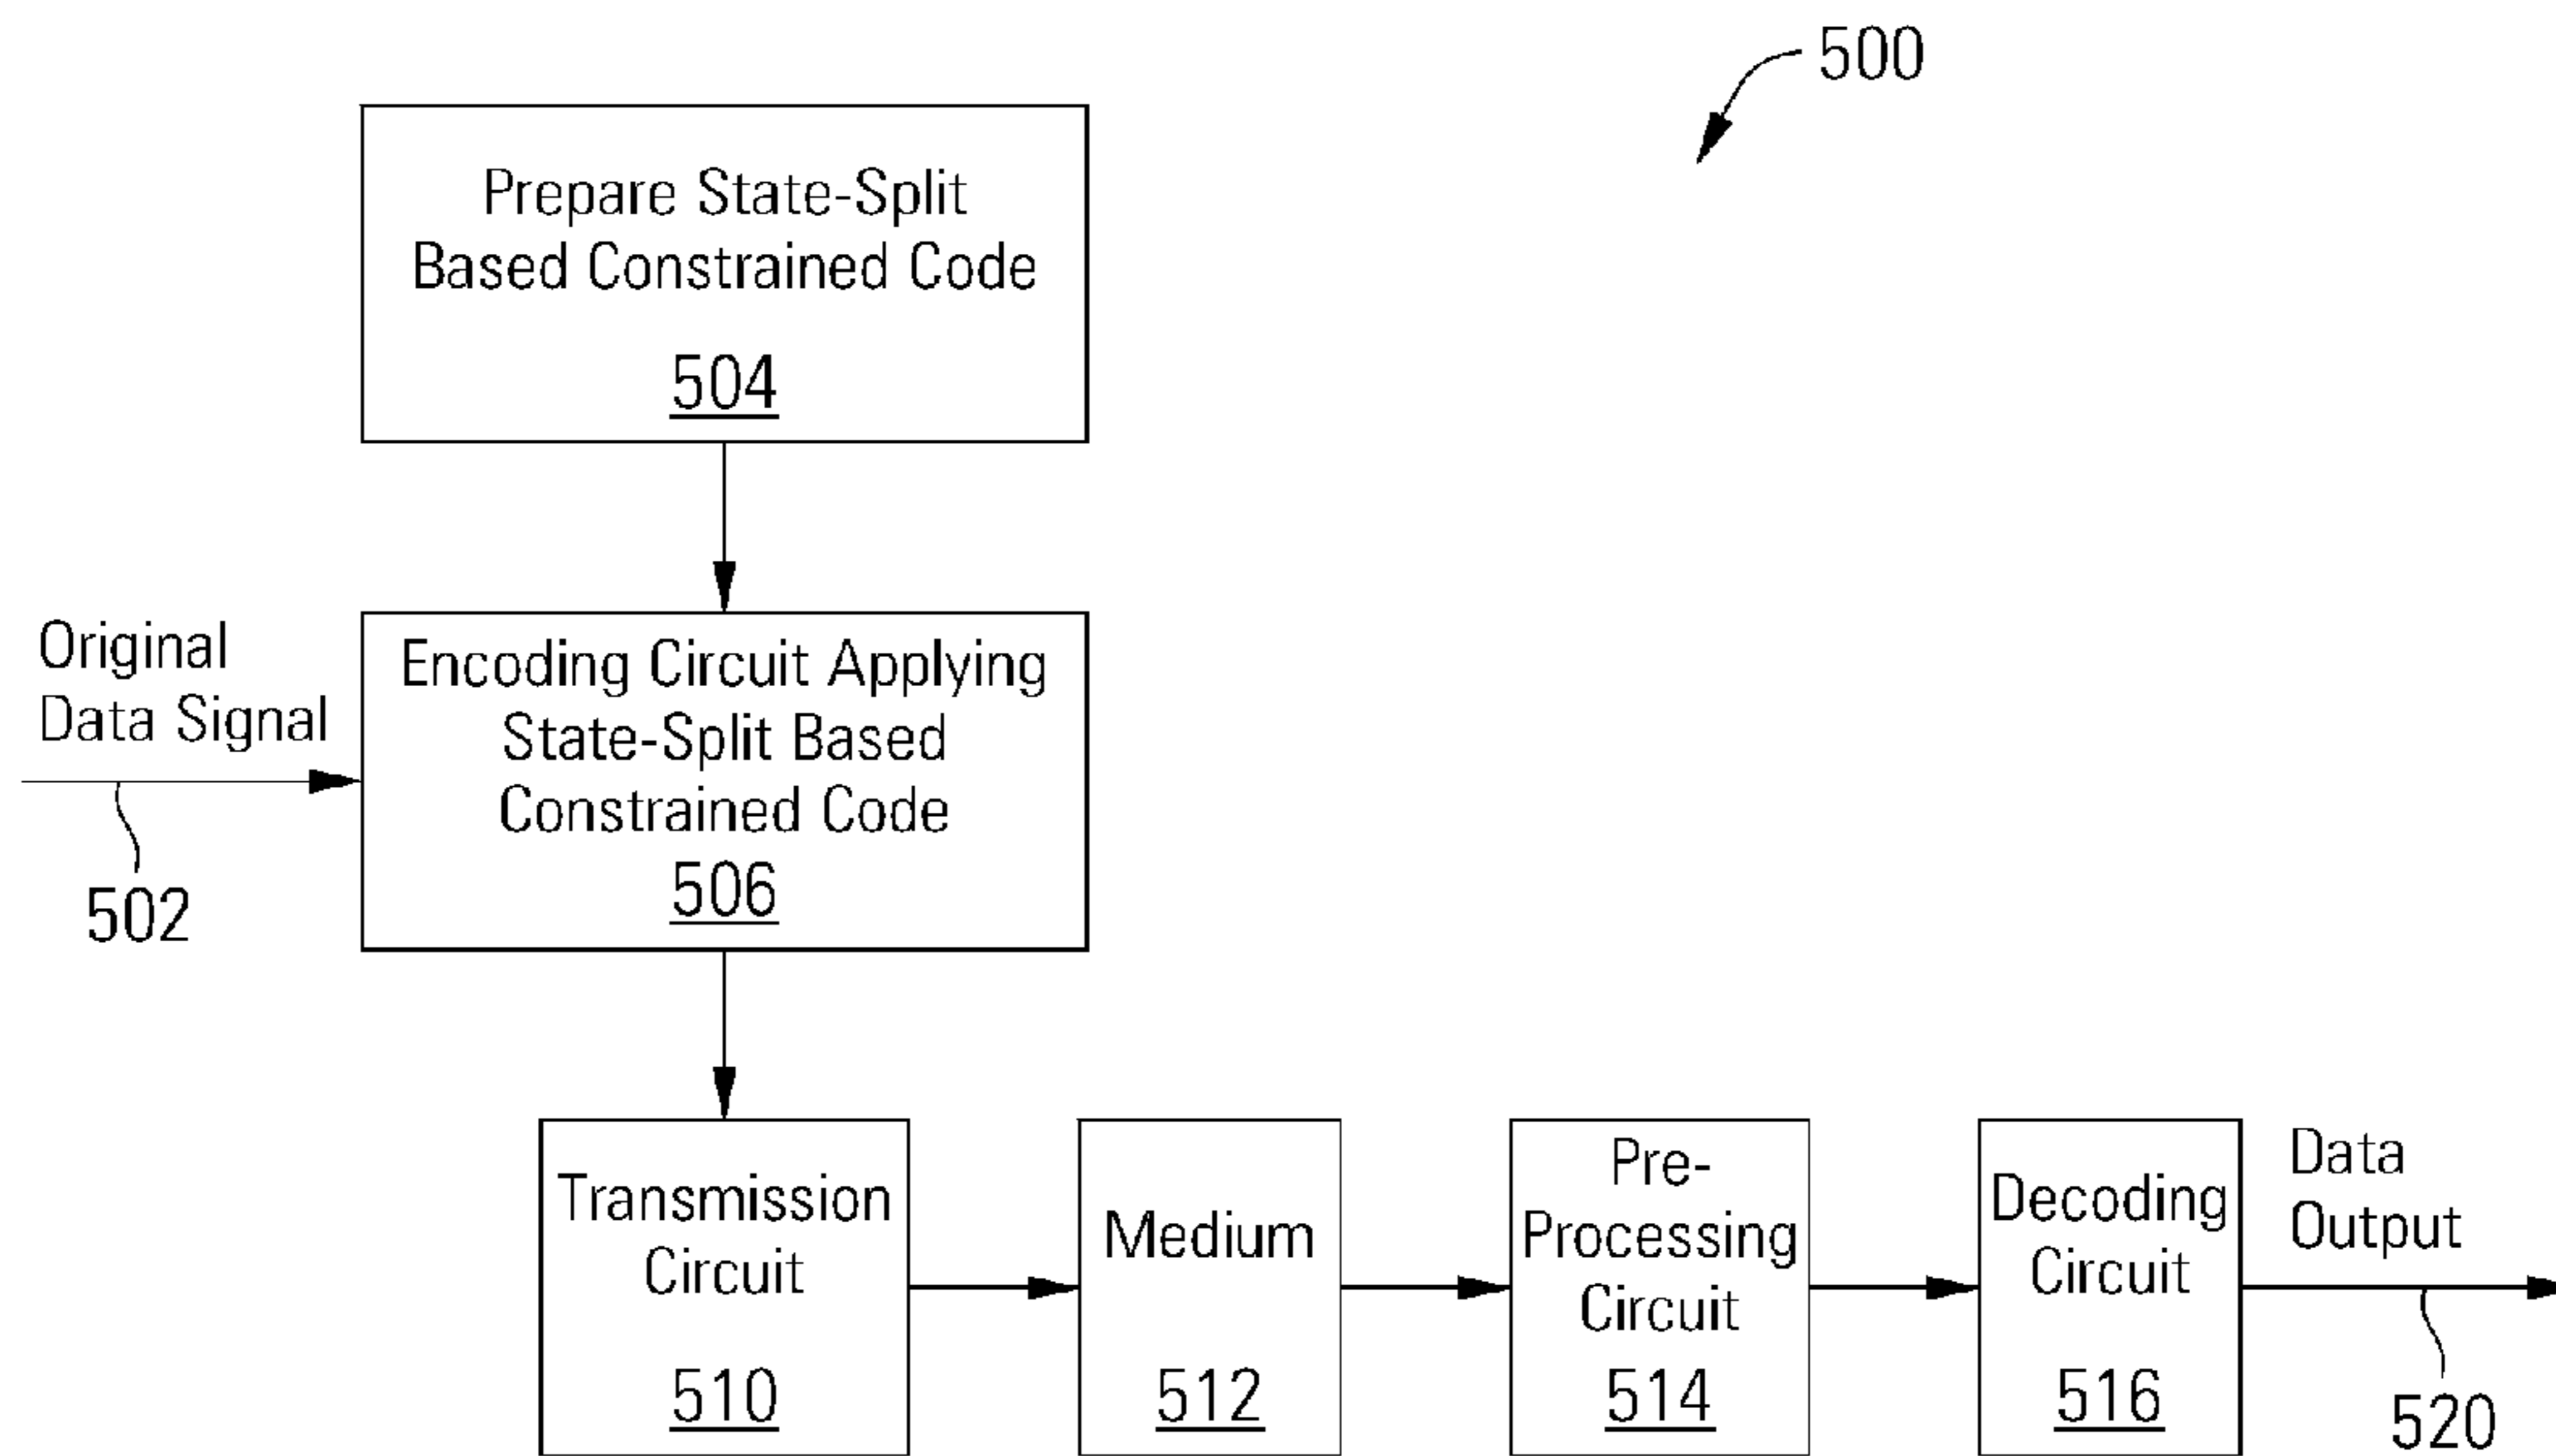 500
Prepare State-Split
Based Constrained Code
504
Original
Data Signal
502
Encoding Circuit Applying
State-Split Based
Constrained Code
506
Transmission
Circuit
510
Medium
512
Pre-
Processing
Circuit
514
Decoding
Circuit
516
Data
Output
520